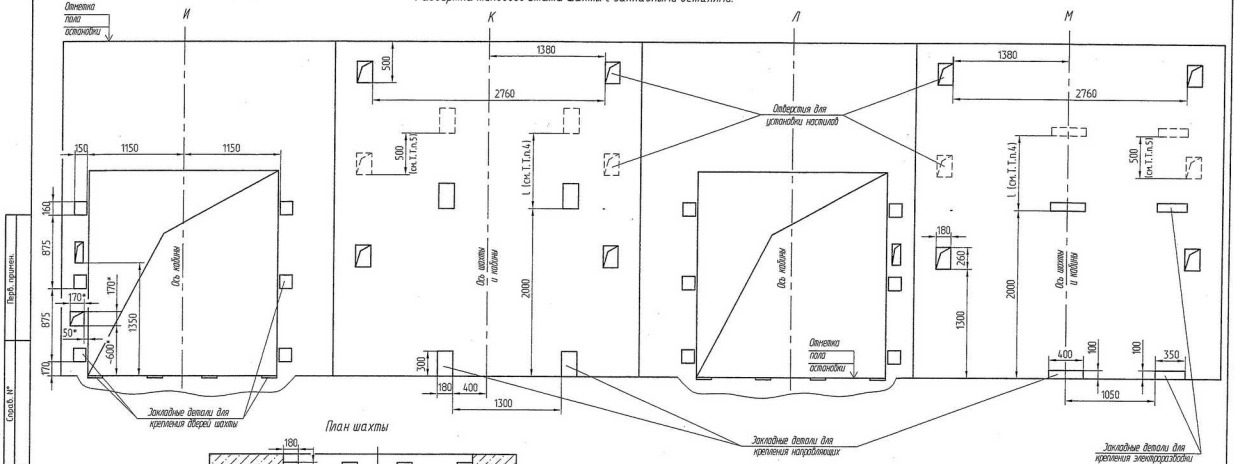 Развертка типового этажа шахты с закладными деталями.
И
К
Л
М
Отметка
пола
остановки
1380
500
2760
1380
2760
Отверстия для
установки настилов
150
1150
1150
500
(см.Т.Т.п.5)
l (см.Т.Т.п.4)
l (см.Т.Т.п.4)
500
(см.Т.Т.п.5)
160
875
875
170
170*
170*
50*
~600*
1350
Ось кабины
Ось шахты
и кабины
2000
Ось кабины
180
260
1300
2000
Ось шахты
и кабины
Отметка
пола
остановки
300
180
400
1300
400
100
100
350
1050
Закладные детали для
крепления дверей шахты
План шахты
180
Закладные детали для
крепления направляющих
Закладные детали для
крепления электроразводки
Перв. примен.
Справ. №